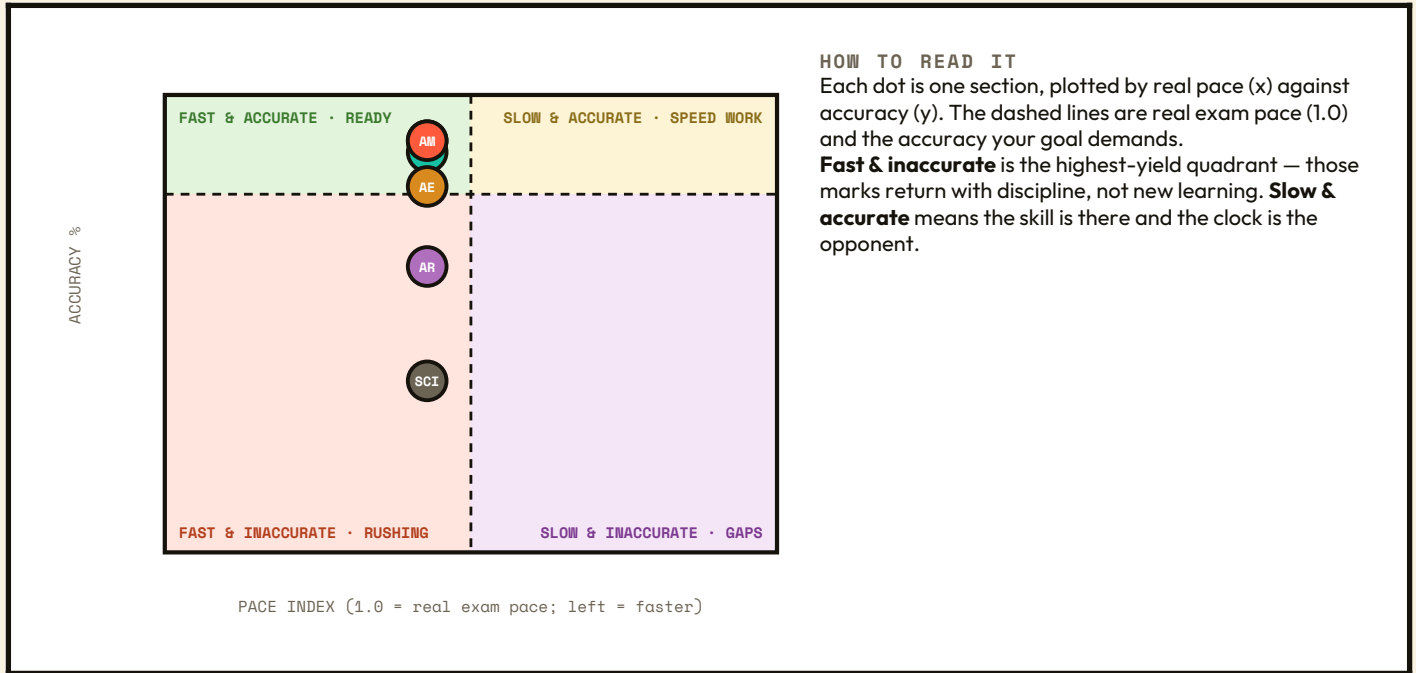 HOW TO READ IT
Each dot is one section, plotted by real pace (x) against
accuracy (y). The dashed lines are real exam pace (1.0)
and the accuracy your goal demands.
Fast & inaccurate is the highest-yield quadrant — those
marks return with discipline, not new learning. Slow &
accurate means the skill is there and the clock is the
opponent.
FAST & ACCURATE · READY
SLOW & ACCURATE · SPEED WORK
AM
AE
AR
SCI
FAST & INACCURATE · RUSHING
SLOW & INACCURATE · GAPS
ACCURACY %
PACE INDEX (1.0 = real exam pace; left = faster)